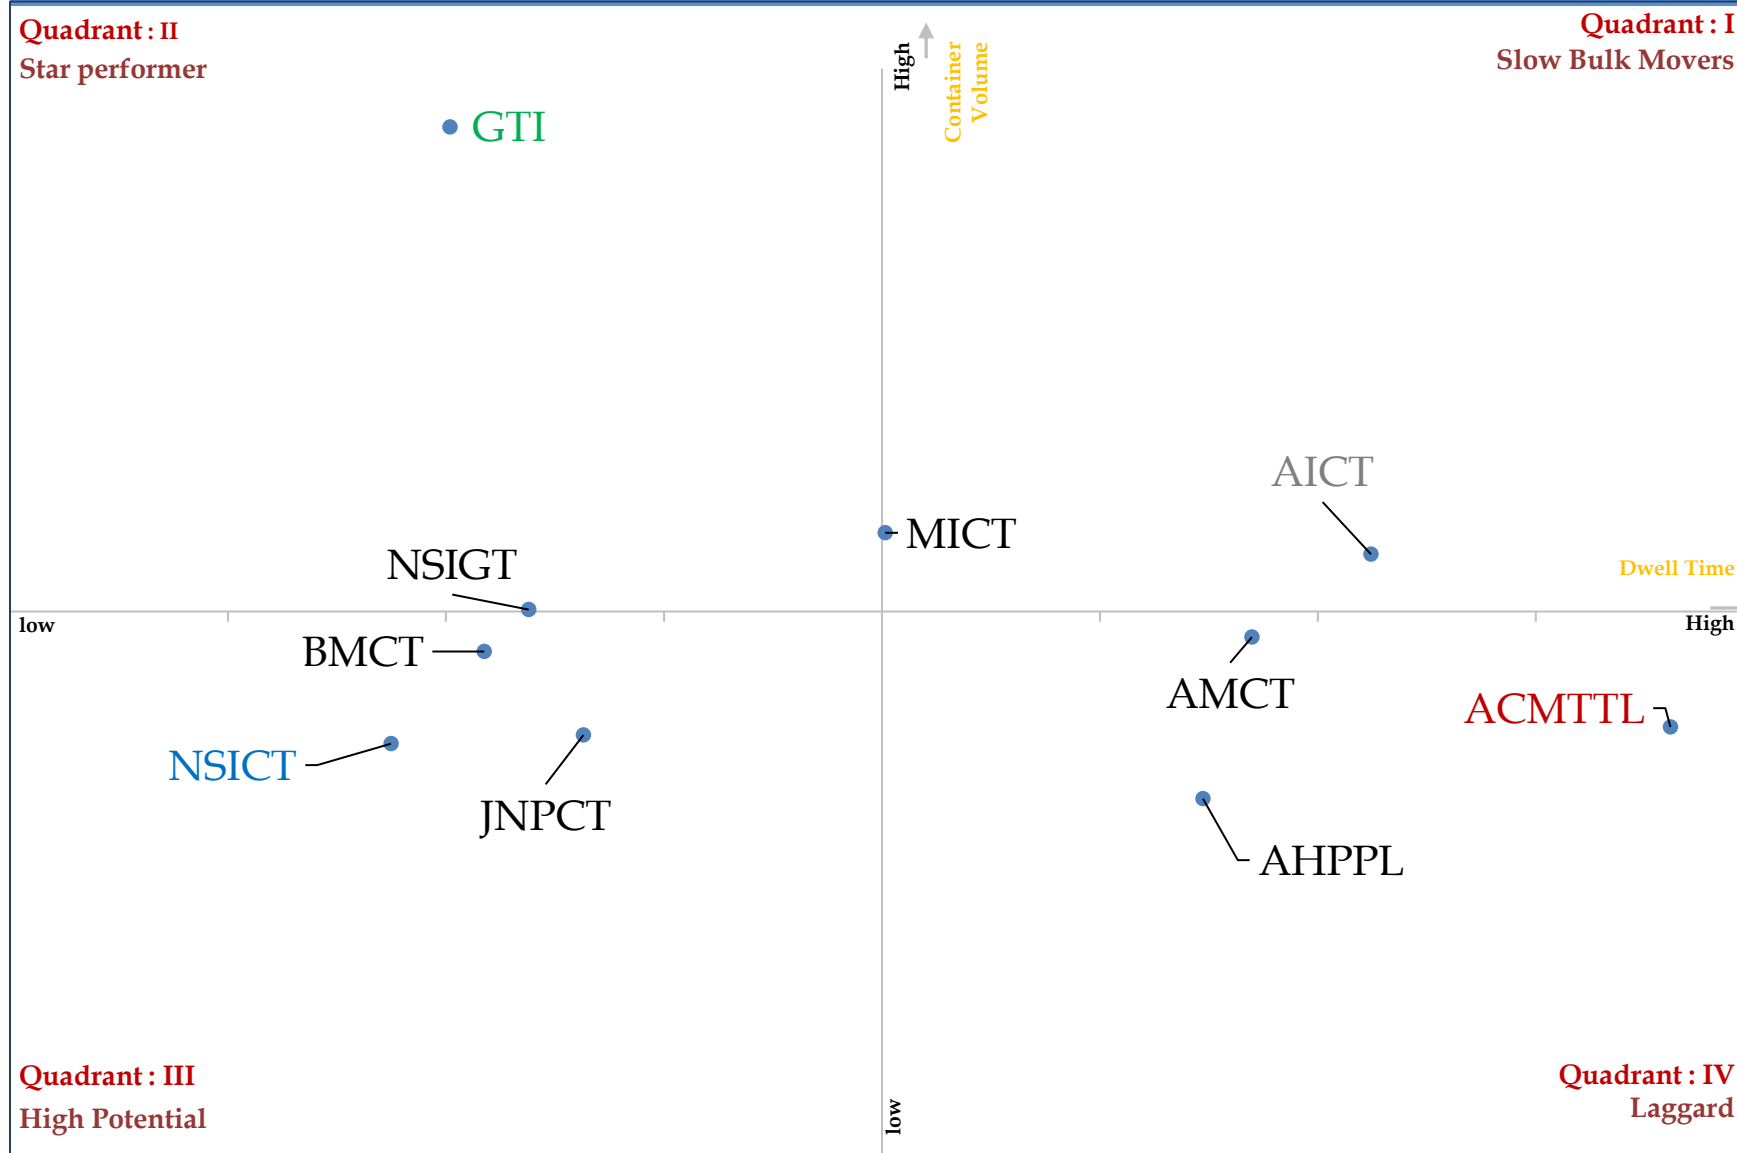 Quadrant : II
Star performer
Quadrant : I
Slow Bulk Movers
High
Container
Volume
GTI
AICT
MICT
NSIGT
Dwell Time
low
High
BMCT
AMCT
ACMTTL
NSICT
JNPCT
AHPPL
Quadrant : III
High Potential
Quadrant : IV
Laggard
low